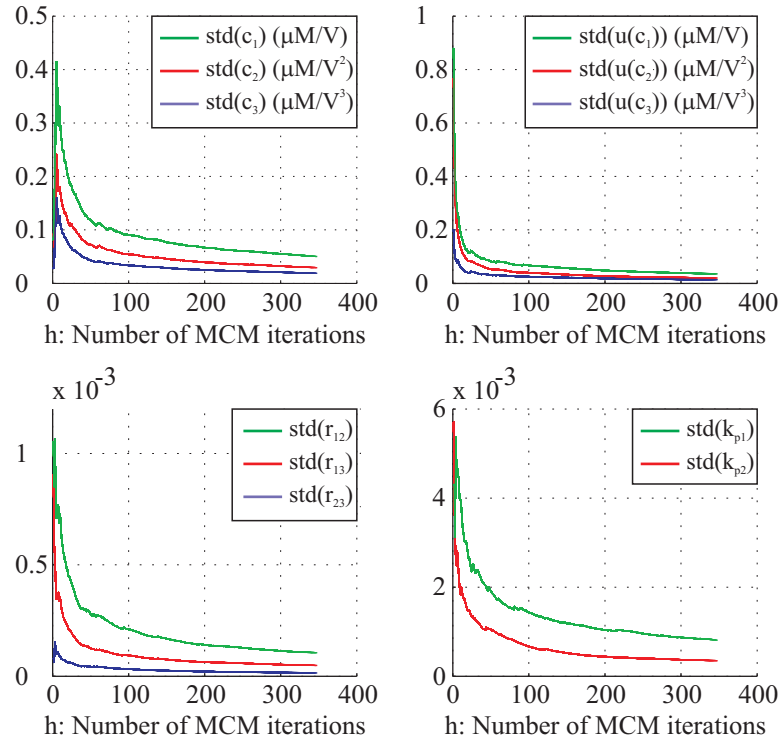 0.5
0.4
0.3
0.2
0.1
0
0
100
200
300
400
std(c₁) (μM/V)
std(c₂) (μM/V²)
std(c₃) (μM/V³)
h: Number of MCM iterations
1
0.8
0.6
0.4
0.2
0
0
100
200
300
400
std(u(c₁)) (μM/V)
std(u(c₂)) (μM/V²)
std(u(c₃)) (μM/V³)
h: Number of MCM iterations
x 10⁻³
1
0.5
0
0
100
200
300
400
std(r₁₂)
std(r₁₃)
std(r₂₃)
h: Number of MCM iterations
x 10⁻³
6
4
2
0
0
100
200
300
400
std(kₚ₁)
std(kₚ₂)
h: Number of MCM iterations